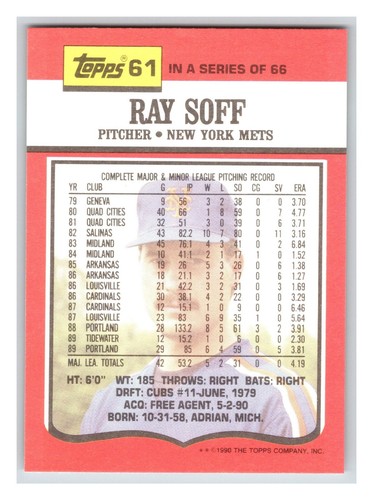 topps® 61 IN A SERIES OF 66
RAY SOFF
PITCHER • NEW YORK METS
COMPLETE MAJOR & MINOR LEAGUE PITCHING RECORD
YR CLUB G IP W L SO CG SV ERA
79 GENEVA 9 56 3 2 38 0 0 3.70
80 QUAD CITIES 40 66 1 8 59 0 4 4.77
81 QUAD CITIES 32 51 3 0 39 0 6 3.71
82 SALINAS 43 82.2 10 7 80 0 11 3.16
83 MIDLAND 45 76.1 4 3 41 0 2 6.84
84 MIDLAND 10 41.1 2 1 17 0 0 1.52
85 ARKANSAS 19 26 5 3 26 0 6 1.38
86 ARKANSAS 18 21.1 3 2 17 0 5 1.27
86 LOUISVILLE 21 42 3 1 31 0 5 1.93
86 CARDINALS 30 38.1 4 2 22 0 0 3.29
87 CARDINALS 12 15.1 1 0 9 0 0 6.46
87 LOUISVILLE 23 64 6 3 35 0 1 5.34
88 PORTLAND 28 133.2 8 5 61 3 2 3.91
89 TIDEWATER 10 15.2 0 0 9 0 0 2.30
89 PORTLAND 29 85 6 4 59 0 5 3.81
MAJ. LEA. TOTALS 42 53.2 5 2 31 0 0 4.19
HT: 6'0" WT: 185 THROWS: RIGHT BATS: RIGHT
DRFT: CUBS #11-JUNE, 1979
ACQ: FREE AGENT, 5-2-90
BORN: 10-31-58, ADRIAN, MICH.
★★©1990 THE TOPPS COMPANY, INC.